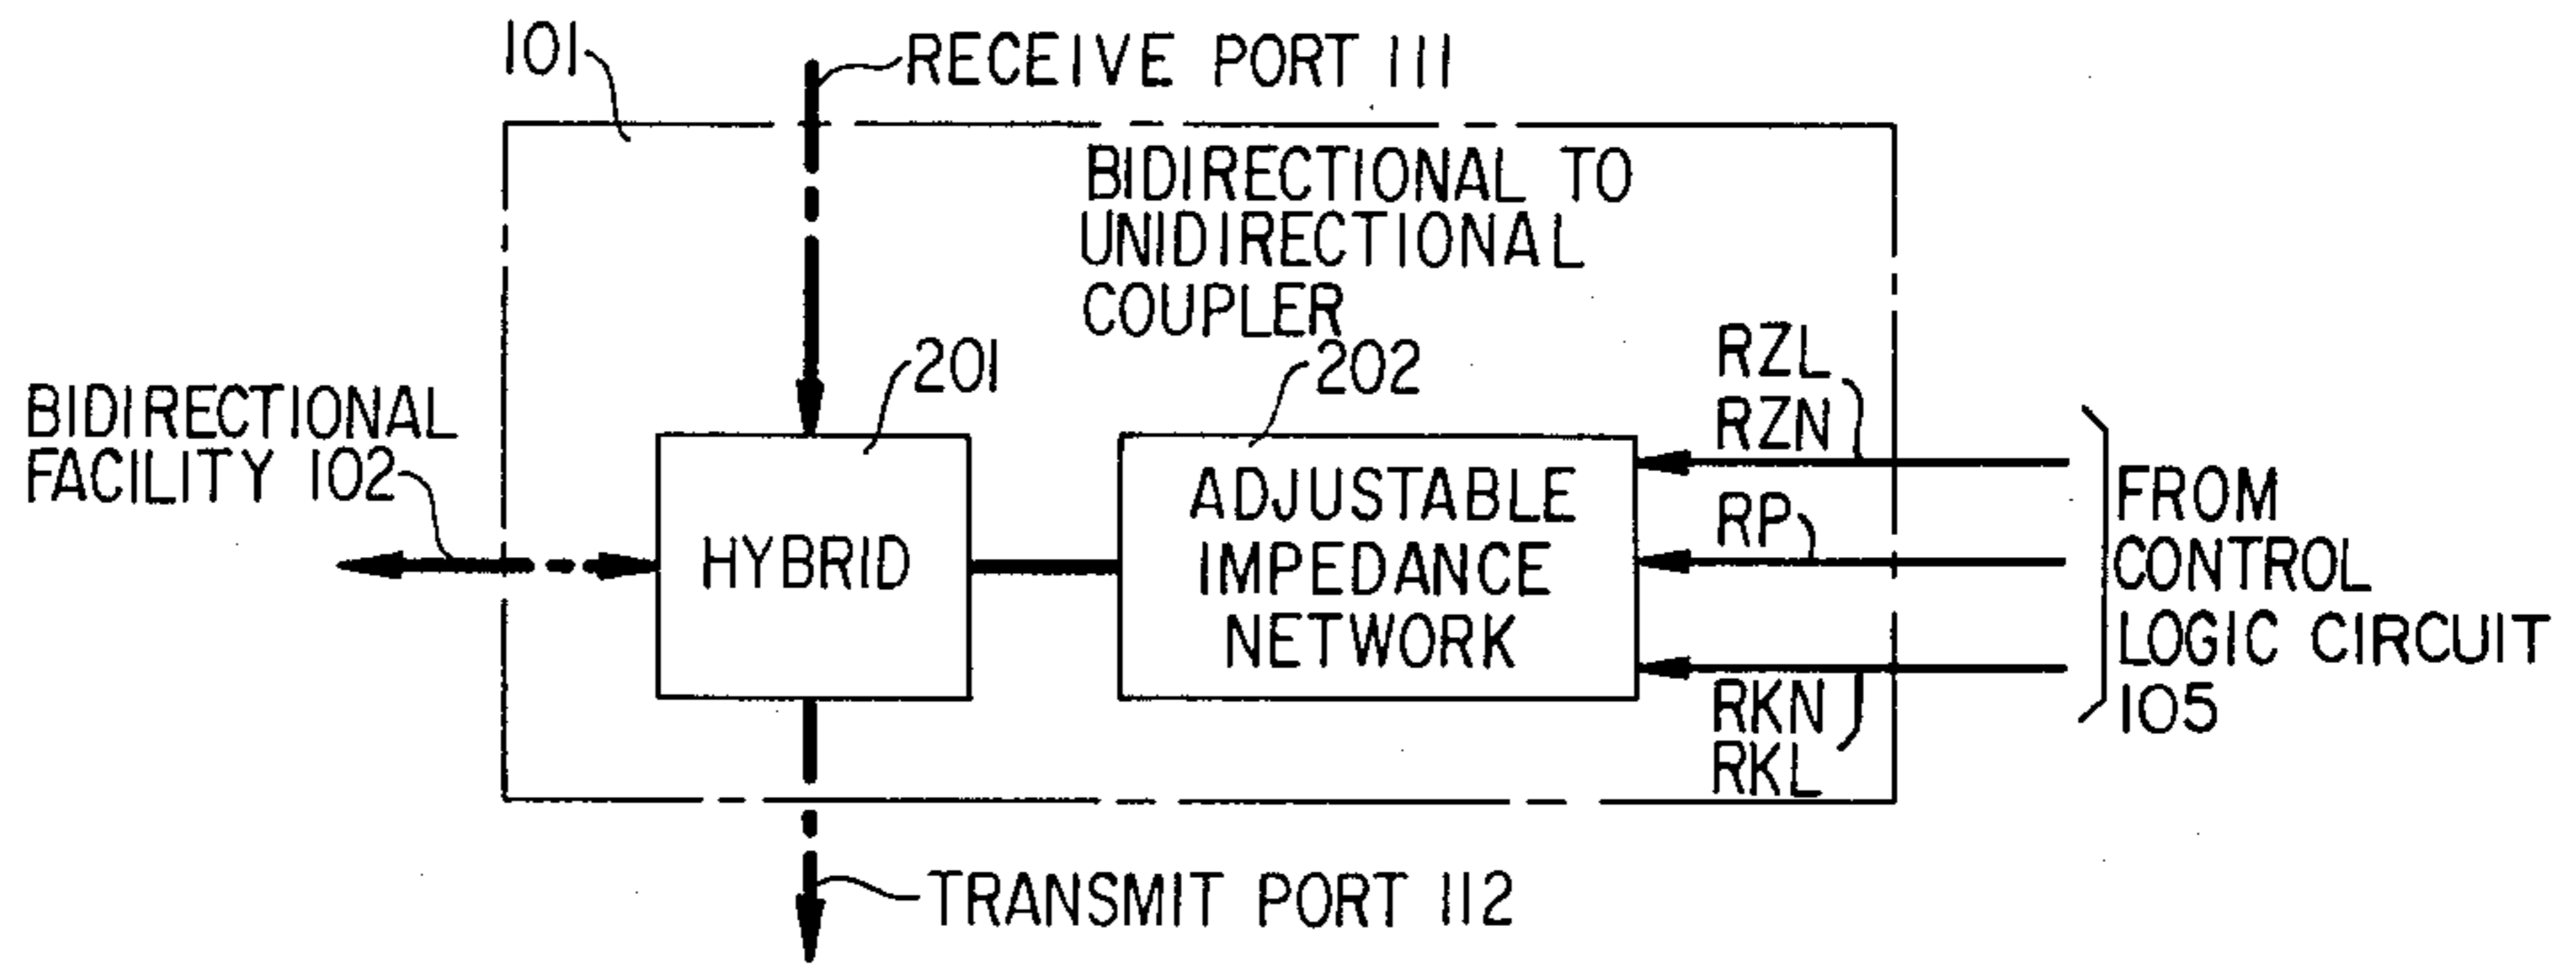 101
RECEIVE PORT 111
BIDIRECTIONAL TO
UNIDIRECTIONAL
COUPLER
201
202
RZL
RZN
BIDIRECTIONAL
FACILITY 102
HYBRID
ADJUSTABLE
IMPEDANCE
NETWORK
RP
RKN
RKL
FROM
CONTROL
LOGIC CIRCUIT
105
TRANSMIT PORT 112